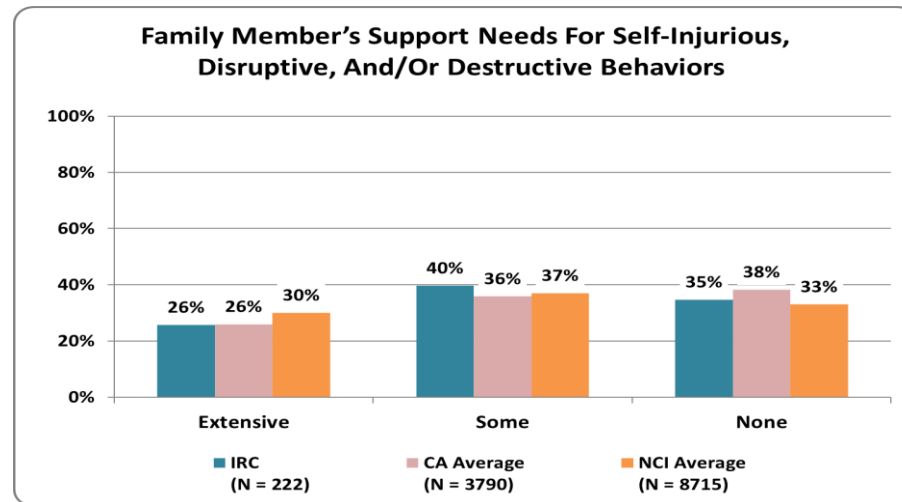 Family Member's Support Needs For Self-Injurious,
Disruptive, And/Or Destructive Behaviors
100%
80%
60%
40%
20%
0%
26% 26% 30%
40% 36% 37%
35% 38% 33%
Extensive Some None
IRC CA Average NCI Average
(N = 222) (N = 3790) (N = 8715)